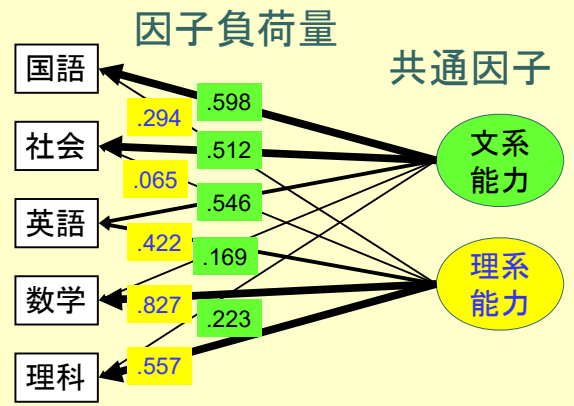 因子負荷量
共通因子
国語
社会
英語
数学
理科
.598
.294
.512
.065
.546
.422
.169
.827
.223
.557
文系
能力
理系
能力